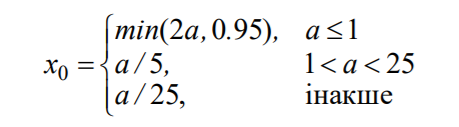 min(2a, 0.95), a ≤ 1
x₀ = { a / 5, 1 < a < 25
a / 25, інакше